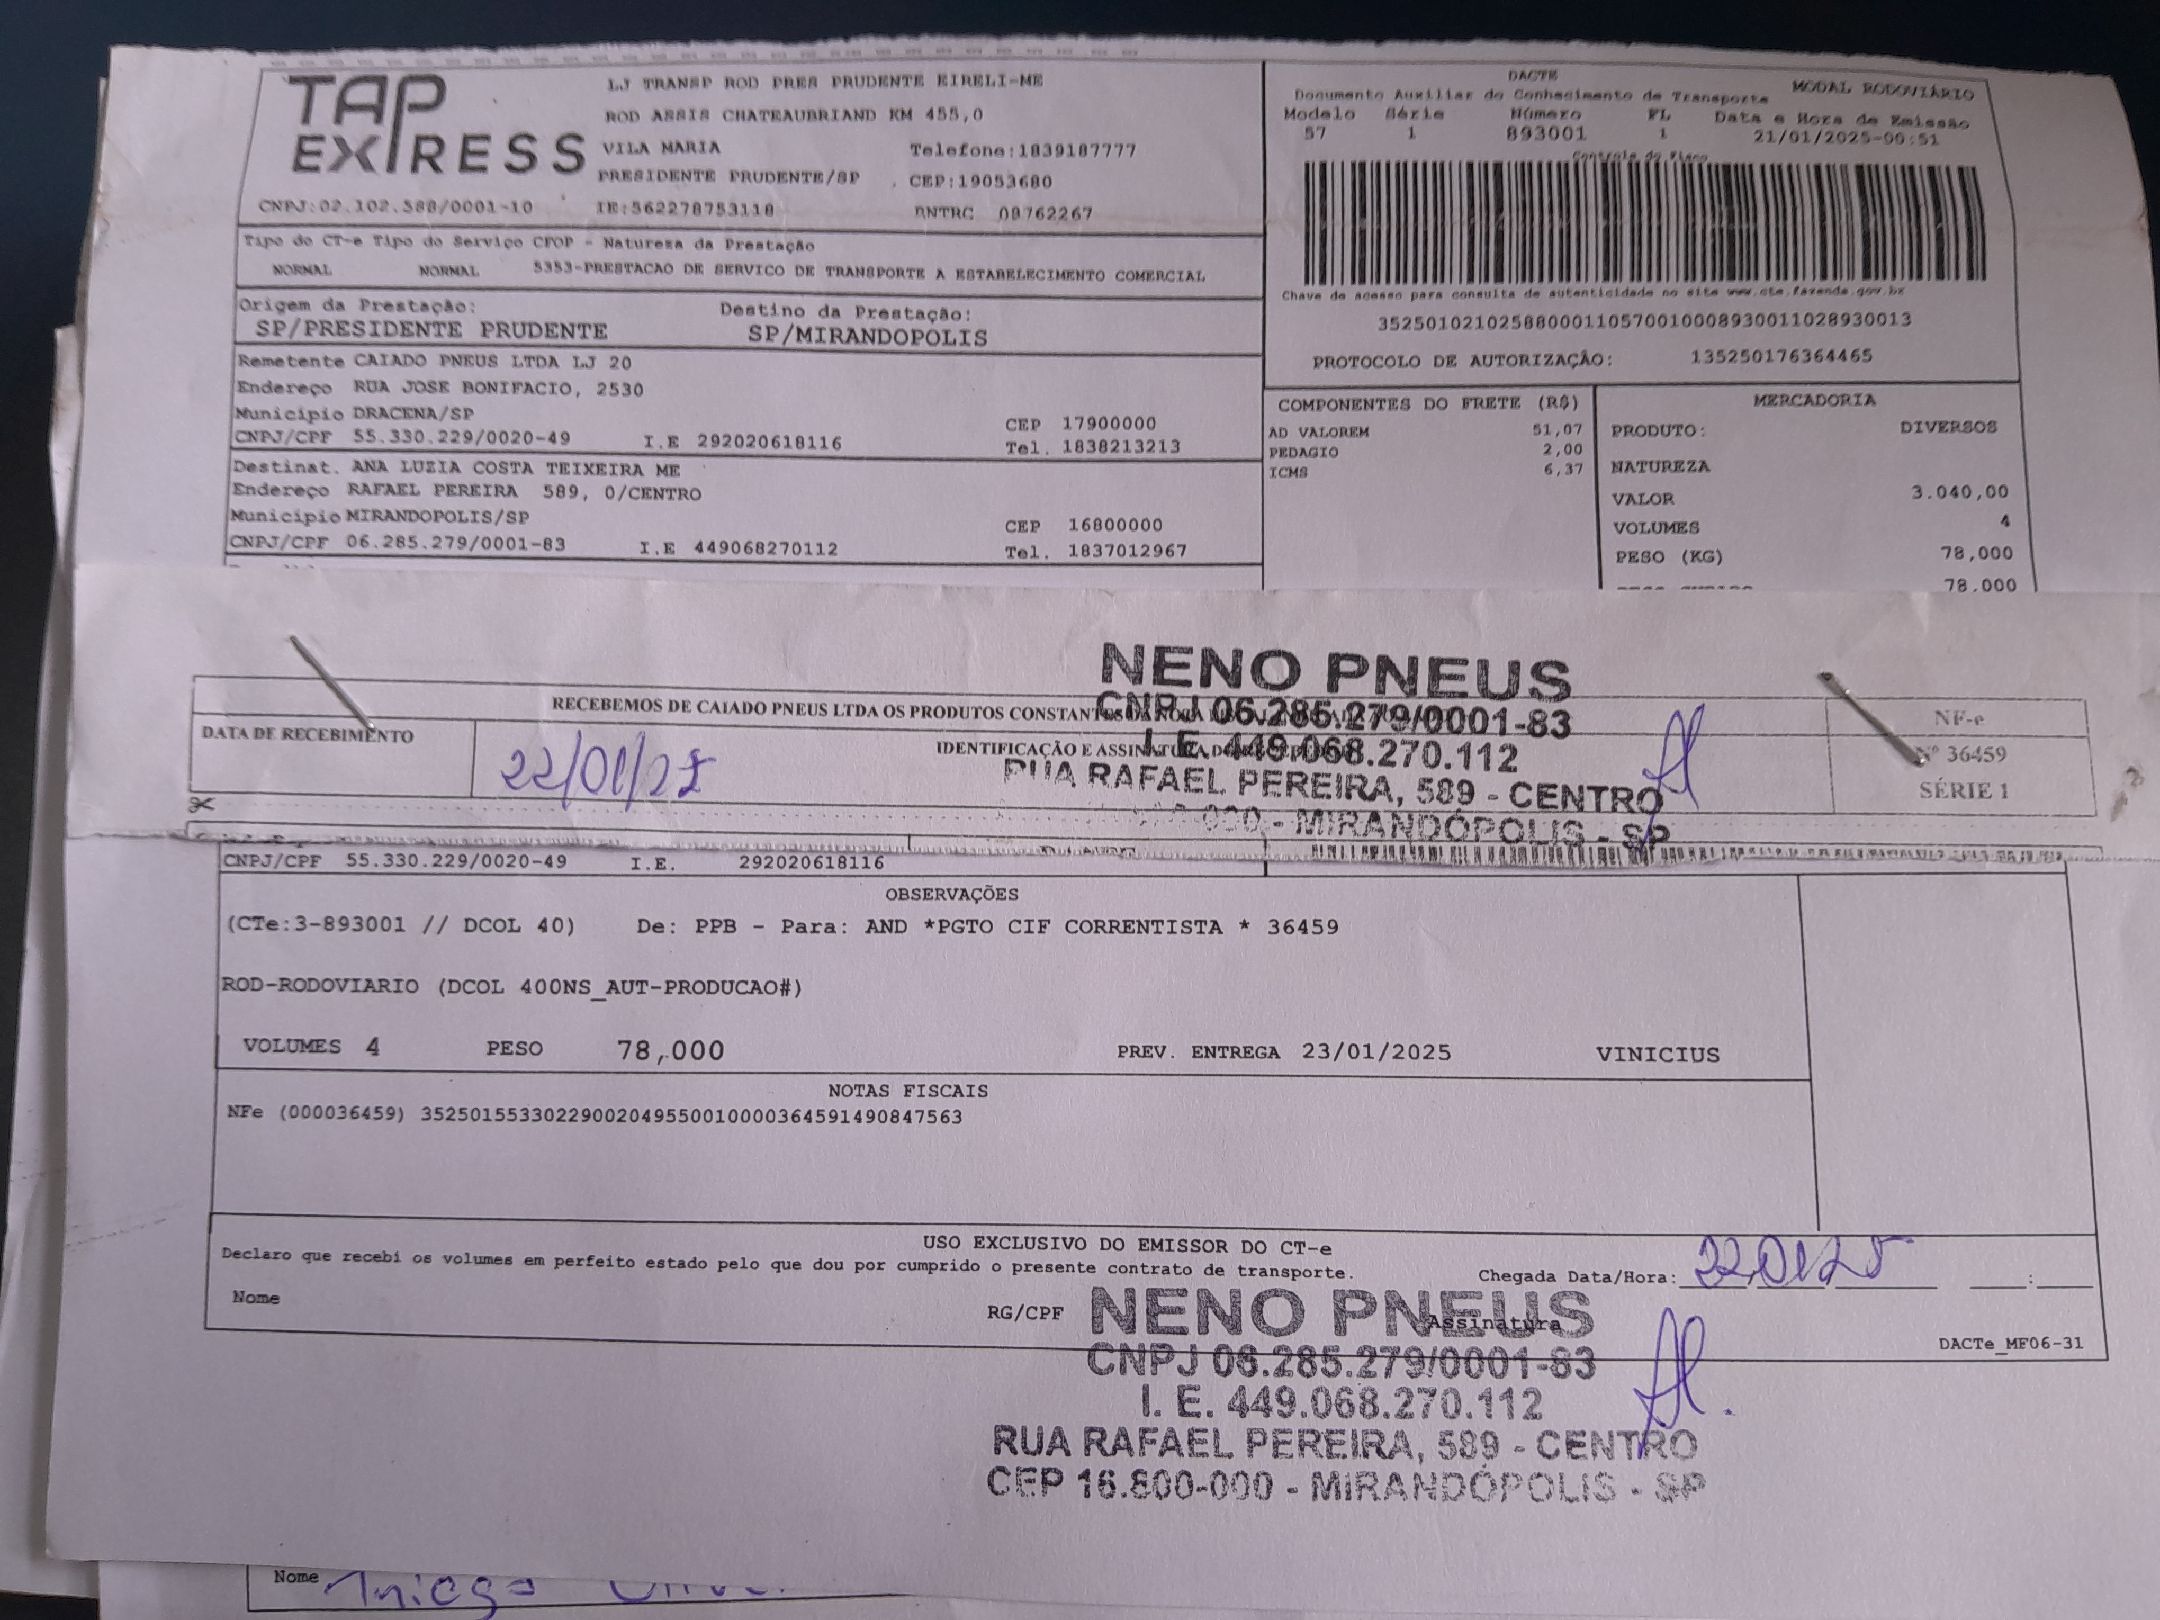 TAP EXPRESS
LJ TRANSP ROD PRES PRUDENTE EIRELI-ME
ROD ASSIS CHATEAUBRIAND KM 455,0
VILA MARIA Telefone:1839187777
PRESIDENTE PRUDENTE/SP CEP:19053680
CNPJ:02.102.588/0001-10 IE:562278753118 RNTRC 08762267
DACTE MODAL RODOVIÁRIO
Documento Auxiliar do Conhecimento de Transporte
Modelo Série Número FL Data e Hora de Emissão
57 1 893001 1 21/01/2025-00:51
Controle do Fisco
Tipo do CT-e Tipo do Serviço CFOP - Natureza da Prestação
NORMAL NORMAL 5353-PRESTACAO DE SERVICO DE TRANSPORTE A ESTABELECIMENTO COMERCIAL
Chave de acesso para consulta de autenticidade no site www.cte.fazenda.gov.br
35250102102588000110570010008930011028930013
PROTOCOLO DE AUTORIZAÇÃO: 135250176364465
Origem da Prestação: Destino da Prestação:
SP/PRESIDENTE PRUDENTE SP/MIRANDOPOLIS
Remetente CAIADO PNEUS LTDA LJ 20
Endereço RUA JOSE BONIFACIO, 2530
Município DRACENA/SP CEP 17900000
CNPJ/CPF 55.330.229/0020-49 I.E 292020618116 Tel. 1838213213
Destinat. ANA LUZIA COSTA TEIXEIRA ME
Endereço RAFAEL PEREIRA 589, 0/CENTRO
Município MIRANDOPOLIS/SP CEP 16800000
CNPJ/CPF 06.285.279/0001-83 I.E 449068270112 Tel. 1837012967
COMPONENTES DO FRETE (R$)
AD VALOREM 51,07
PEDAGIO 2,00
ICMS 6,37
MERCADORIA
PRODUTO: DIVERSOS
NATUREZA
VALOR 3.040,00
VOLUMES 4
PESO (KG) 78,000
78,000
RECEBEMOS DE CAIADO PNEUS LTDA OS PRODUTOS
DATA DE RECEBIMENTO
22/01/25
IDENTIFICAÇÃO E
NENO PNEUS
CNPJ 06.285.279/0001-83
I. E. 449.068.270.112
RUA RAFAEL PEREIRA, 589 - CENTRO
000 - MIRANDÓPOLIS - SP
NF-e
Nº 36459
SÉRIE 1
CNPJ/CPF 55.330.229/0020-49 I.E. 292020618116
OBSERVAÇÕES
(CTe:3-893001 // DCOL 40) De: PPB - Para: AND *PGTO CIF CORRENTISTA * 36459
ROD-RODOVIARIO (DCOL 400NS_AUT-PRODUCAO#)
VOLUMES 4 PESO 78,000 PREV. ENTREGA 23/01/2025 VINICIUS
NOTAS FISCAIS
NFe (000036459) 35250155330229002049550010000364591490847563
USO EXCLUSIVO DO EMISSOR DO CT-e
Declaro que recebi os volumes em perfeito estado pelo que dou por cumprido o presente contrato de transporte.
Chegada Data/Hora: 22 01 25 :
Nome RG/CPF Assinatura
DACTe_MF06-31
NENO PNEUS
CNPJ 06.285.279/0001-83
I. E. 449.068.270.112
RUA RAFAEL PEREIRA, 589 - CENTRO
CEP 16.800-000 - MIRANDÓPOLIS - SP
Nome